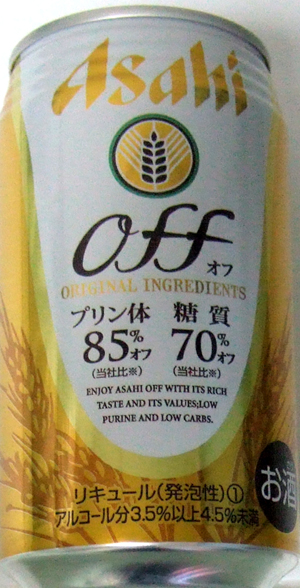 Asahi
off オフ
ORIGINAL INGREDIENTS
プリン体 糖質
85%オフ 70%オフ
(当社比※) (当社比※)
ENJOY ASAHI OFF WITH ITS RICH
TASTE AND ITS VALUES;LOW
PURINE AND LOW CARBS.
お酒
リキュール(発泡性)①
アルコール分3.5%以上4.5%未満